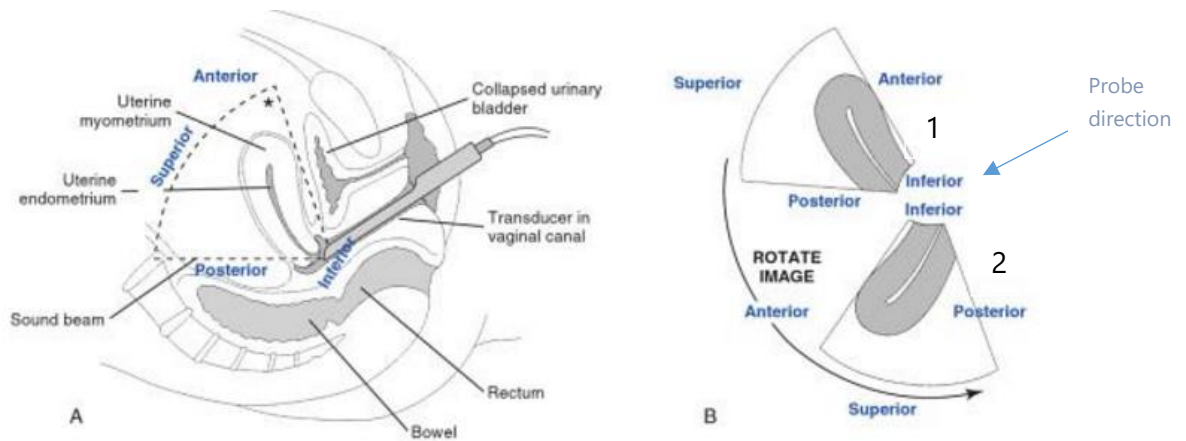 Anterior
★
Uterine
myometrium
Superior
Uterine
endometrium
Collapsed urinary
bladder
Transducer in
vaginal canal
Inferior
Posterior
Sound beam
Rectum
Bowel
A
Superior
Anterior
1
Probe
direction
Inferior
Posterior
Inferior
ROTATE
IMAGE
2
Anterior
Posterior
Superior
B